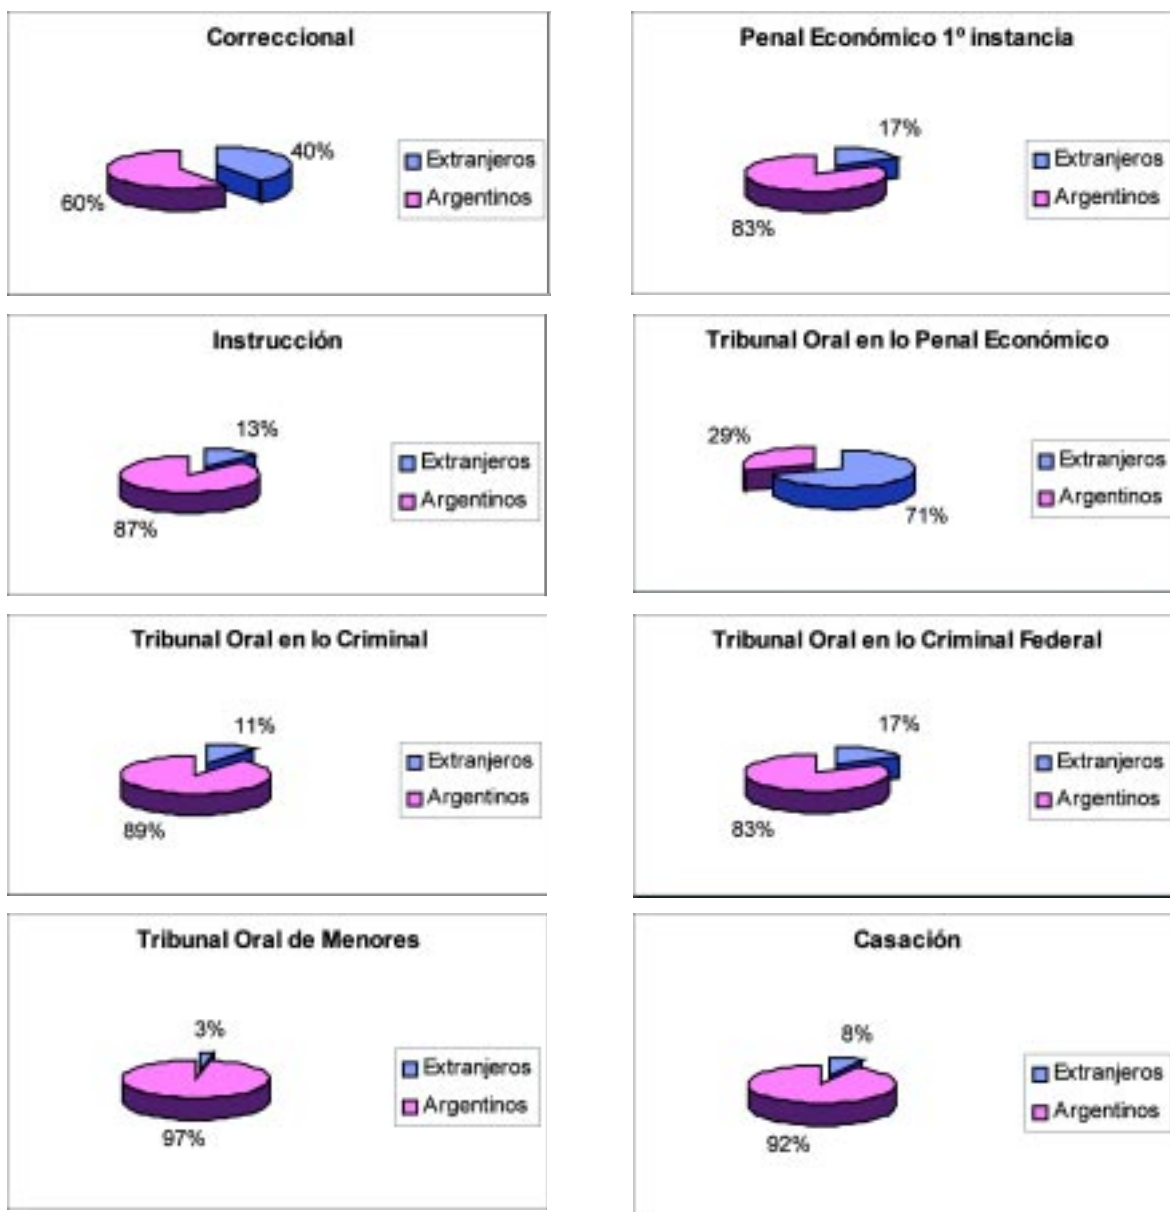 Correccional
40%
60%
Extranjeros
Argentinos
Penal Económico 1º instancia
17%
83%
Extranjeros
Argentinos
Instrucción
13%
87%
Extranjeros
Argentinos
Tribunal Oral en lo Penal Económico
29%
71%
Extranjeros
Argentinos
Tribunal Oral en lo Criminal
11%
89%
Extranjeros
Argentinos
Tribunal Oral en lo Criminal Federal
17%
83%
Extranjeros
Argentinos
Tribunal Oral de Menores
3%
97%
Extranjeros
Argentinos
Casación
8%
92%
Extranjeros
Argentinos